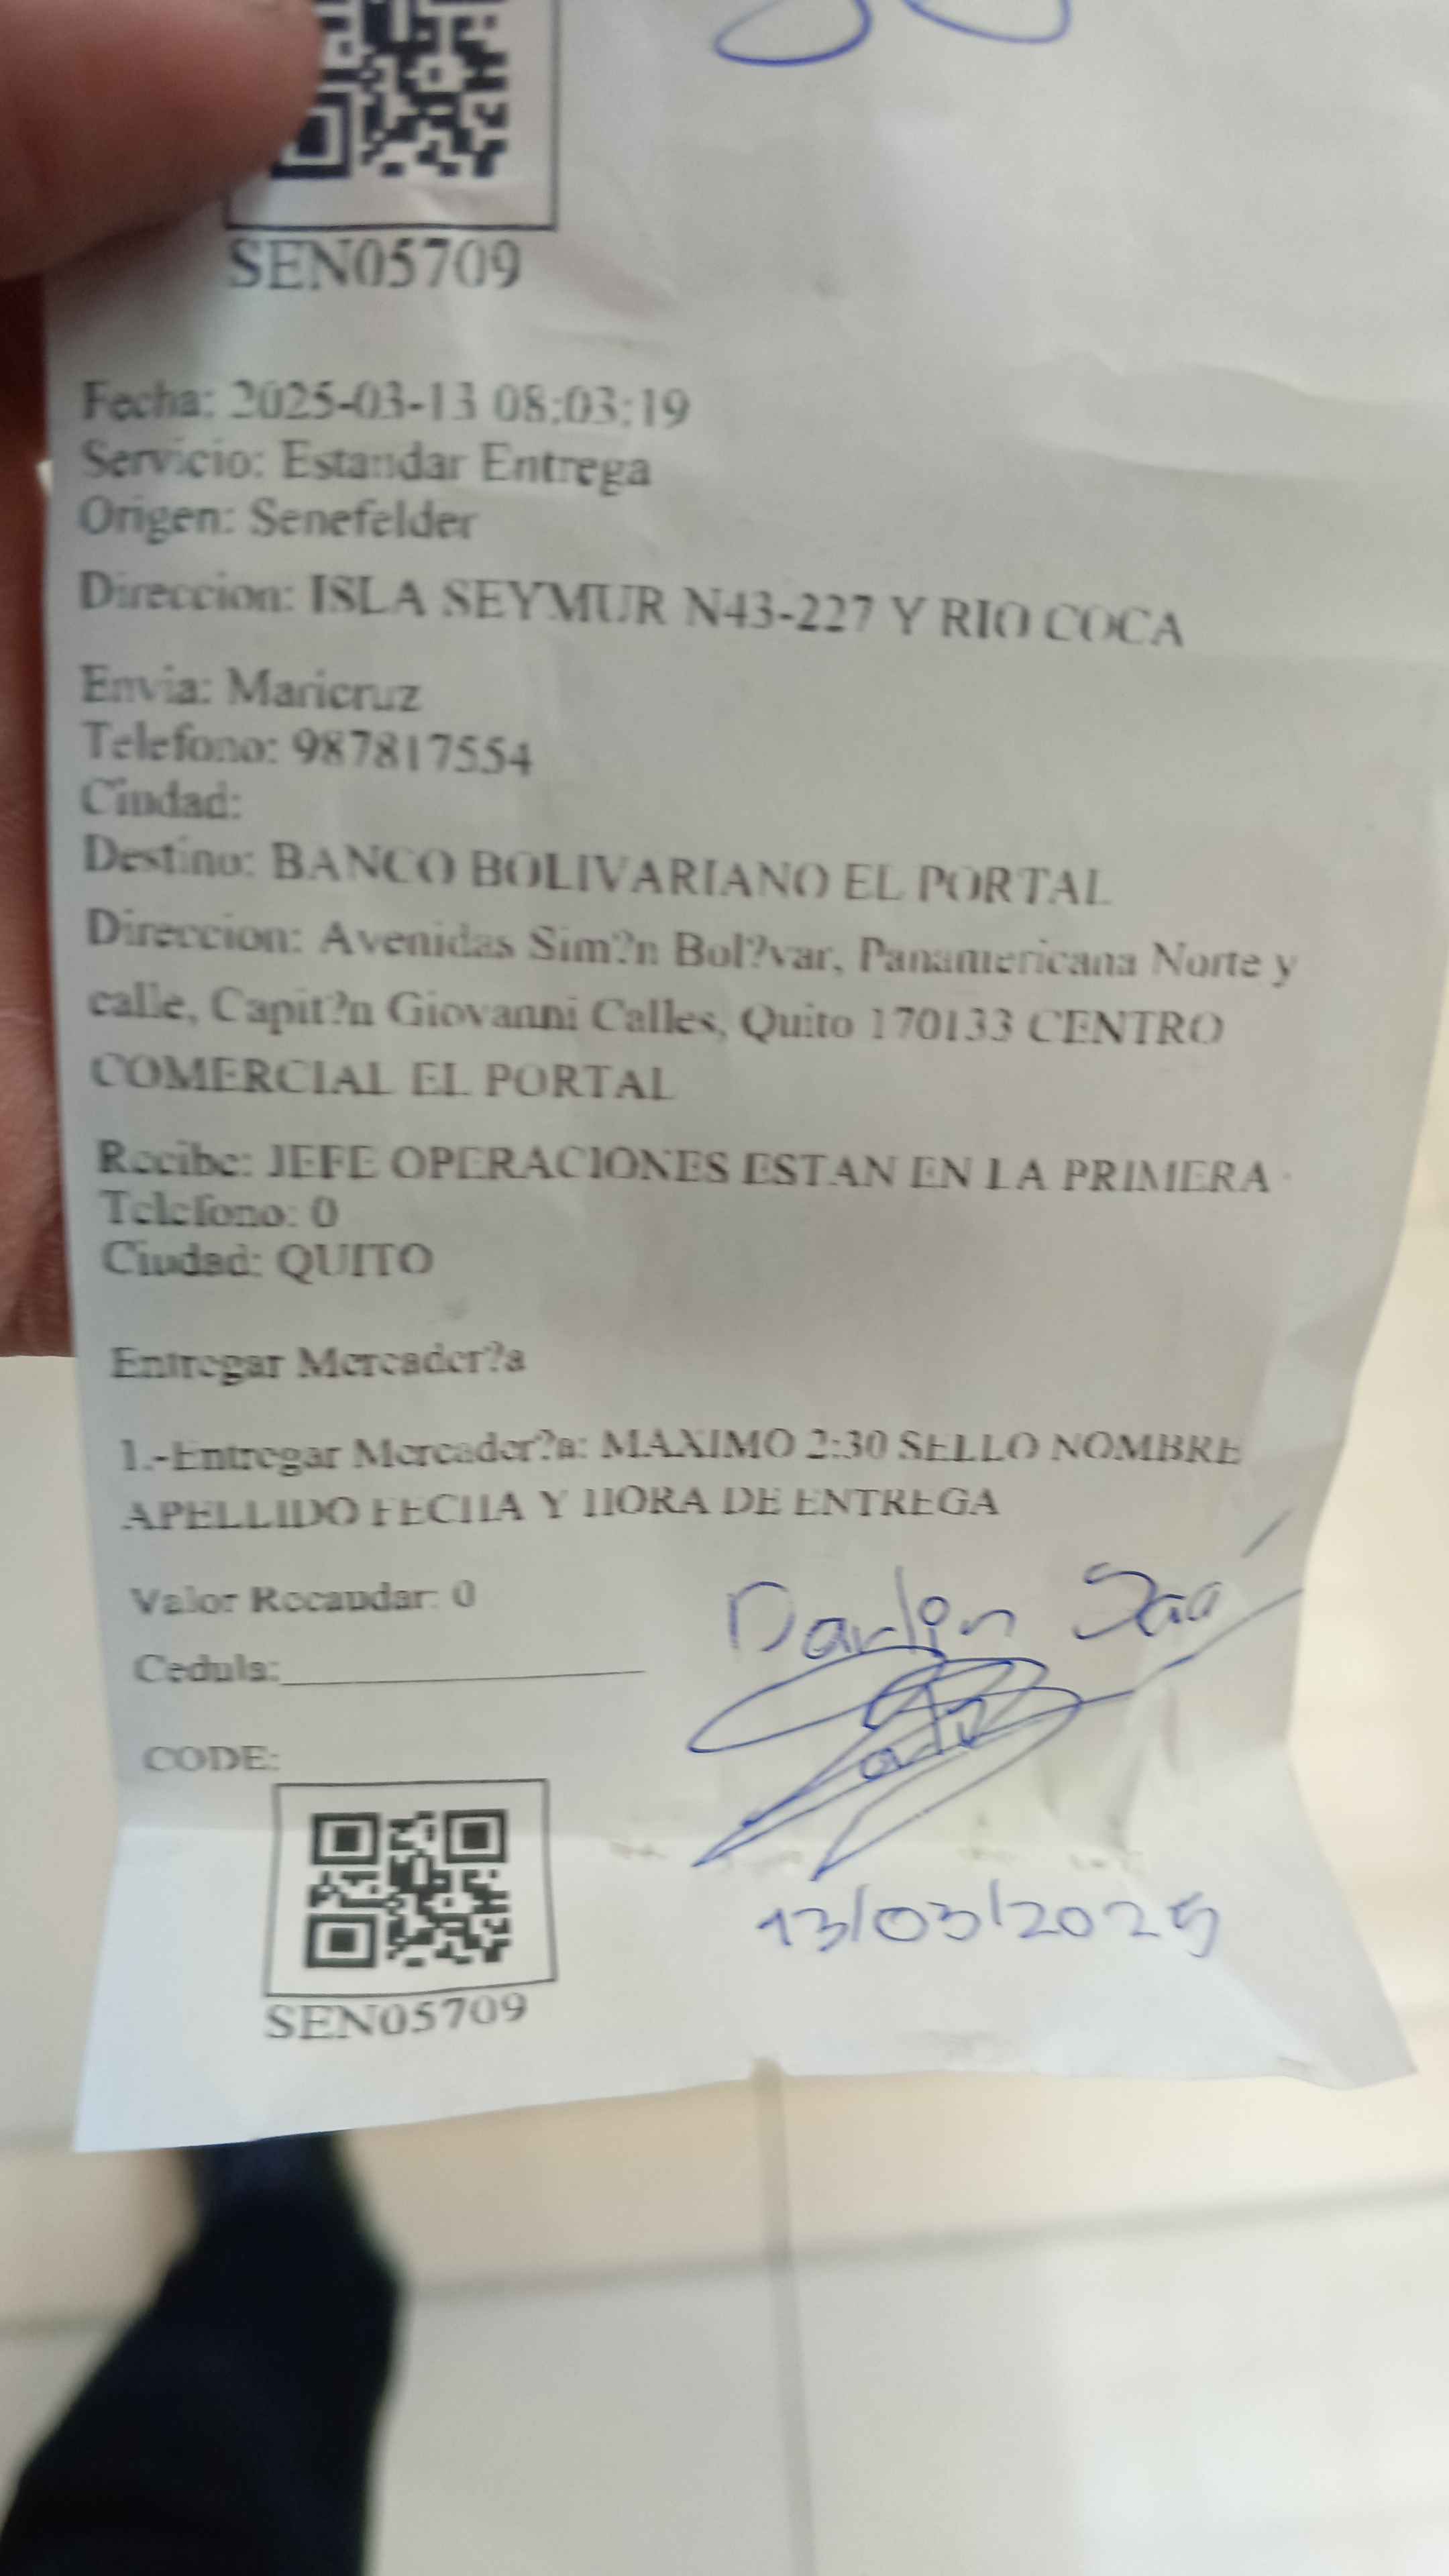 SEN05709
Fecha: 2025-03-13 08:03:19
Servicio: Estandar Entrega
Origen: Senefelder
Direccion: ISLA SEYMUR N43-227 Y RIO COCA
Envia: Maricruz
Telefono: 987817554
Ciudad:
Destino: BANCO BOLIVARIANO EL PORTAL
Direccion: Avenidas Sim?n Bol?var, Panamericana Norte y
calle, Capit?n Giovanni Calles, Quito 170133 CENTRO
COMERCIAL EL PORTAL
Recibe: JEFE OPERACIONES ESTAN EN LA PRIMERA
Telefono: 0
Ciudad: QUITO
Entregar Mercader?a
1.-Entregar Mercader?a: MAXIMO 2:30 SELLO NOMBRE
APELLIDO FECHA Y HORA DE ENTREGA
Valor Recaudar: 0
Darlin
Cedula:
CODE:
13/03/2025
SEN05709